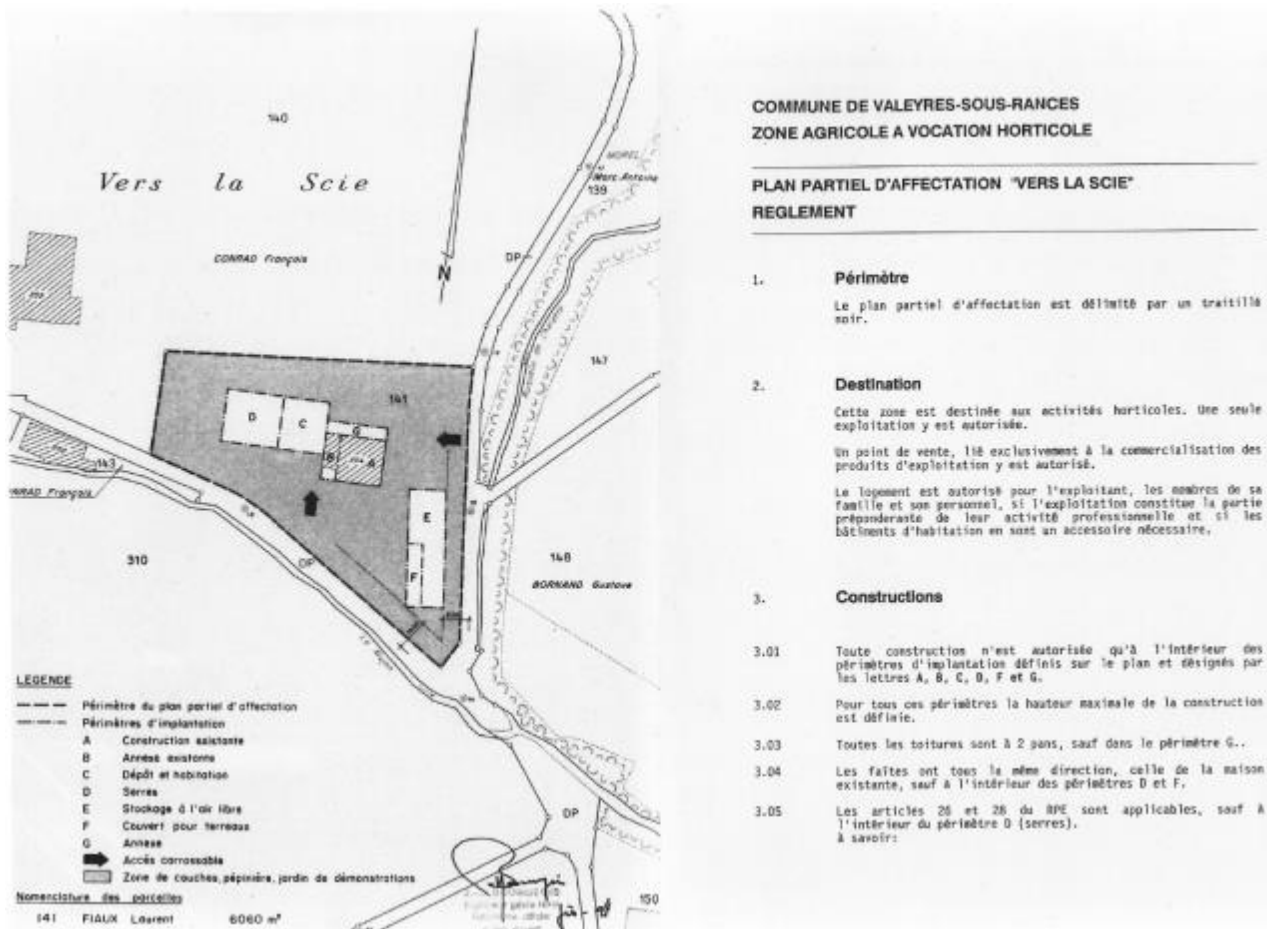 140
Vers la Scie
CONRAD François
MOREL
Marc-Antoine
139
DP
N
147
141
D
C
G
B
A
E
F
143
CONRAD François
310
DP
148
BORNAND Gustave
DP
150
LEGENDE
Périmètre du plan partiel d'affectation
Périmètres d'implantation
A Construction existante
B Annexe existante
C Dépôt et habitation
D Serres
E Stockage à l'air libre
F Couvert pour terreaux
G Annexe
Accès carrossable
Zone de couches, pépinière, jardin de démonstrations
Nomenclature des parcelles
141 FIAUX Laurent 6060 m²
COMMUNE DE VALEYRES-SOUS-RANCES
ZONE AGRICOLE A VOCATION HORTICOLE
PLAN PARTIEL D'AFFECTATION "VERS LA SCIE"
REGLEMENT
1. Périmètre
Le plan partiel d'affectation est délimité par un traitillé
noir.
2. Destination
Cette zone est destinée aux activités horticoles. Une seule
exploitation y est autorisée.
Un point de vente, lié exclusivement à la commercialisation des
produits d'exploitation y est autorisé.
Le logement est autorisé pour l'exploitant, les membres de sa
famille et son personnel, si l'exploitation constitue la partie
prépondérante de leur activité professionnelle et si les
bâtiments d'habitation en sont un accessoire nécessaire.
3. Constructions
3.01 Toute construction n'est autorisée qu'à l'intérieur des
périmètres d'implantation définis sur le plan et désignés par
les lettres A, B, C, D, F et G.
3.02 Pour tous ces périmètres la hauteur maximale de la construction
est définie.
3.03 Toutes les toitures sont à 2 pans, sauf dans le périmètre G..
3.04 Les faîtes ont tous la même direction, celle de la maison
existante, sauf à l'intérieur des périmètres D et F.
3.05 Les articles 26 et 28 du RPE sont applicables, sauf à
l'intérieur du périmètre D (serres).
à savoir: